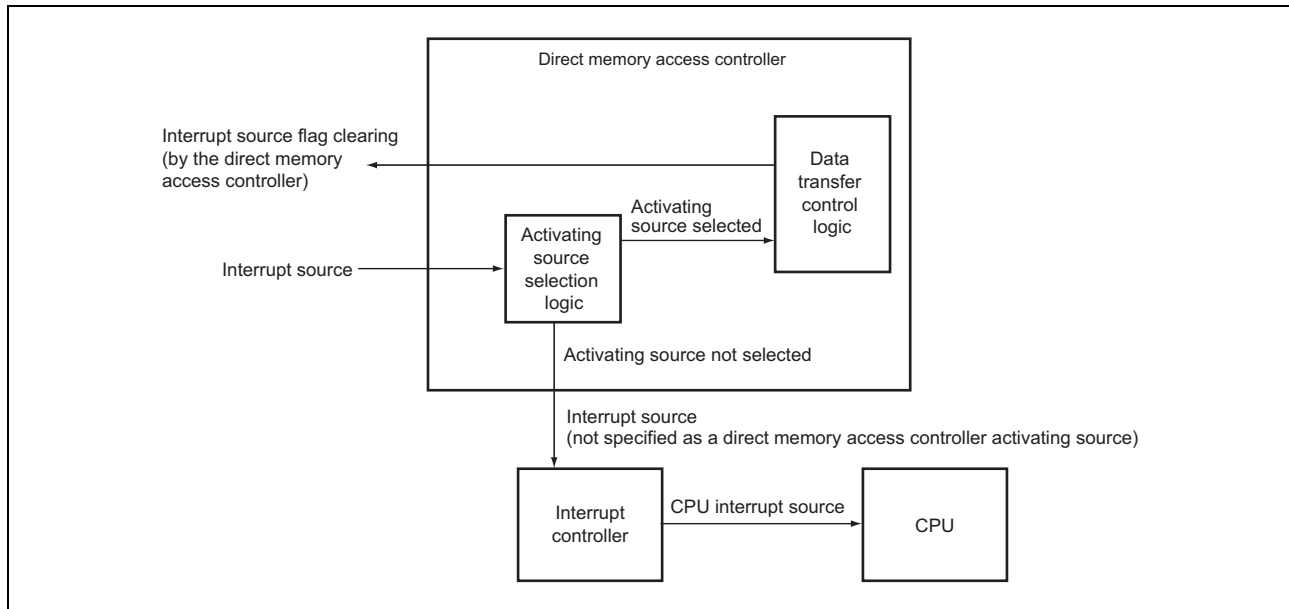 Direct memory access controller
Interrupt source flag clearing
(by the direct memory
access controller)
Data
transfer
control
logic
Activating
source selected
Activating
source
selection
logic
Interrupt source
Activating source not selected
Interrupt source
(not specified as a direct memory access controller activating source)
Interrupt
controller
CPU interrupt source
CPU